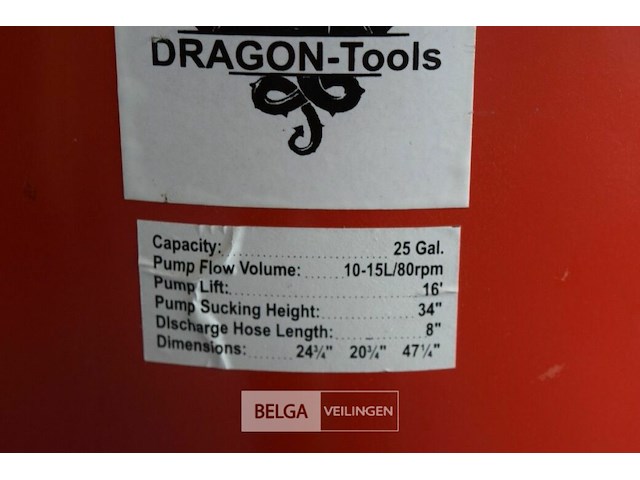 DRAGON-Tools
Capacity: 25 Gal.
Pump Flow Volume: 10-15L/80rpm
Pump Lift: 16'
Pump Sucking Height: 34"
DIscharge Hose Length: 8"
Dimensions: 24¾" 20¾" 47¼"
BELGA VEILINGEN